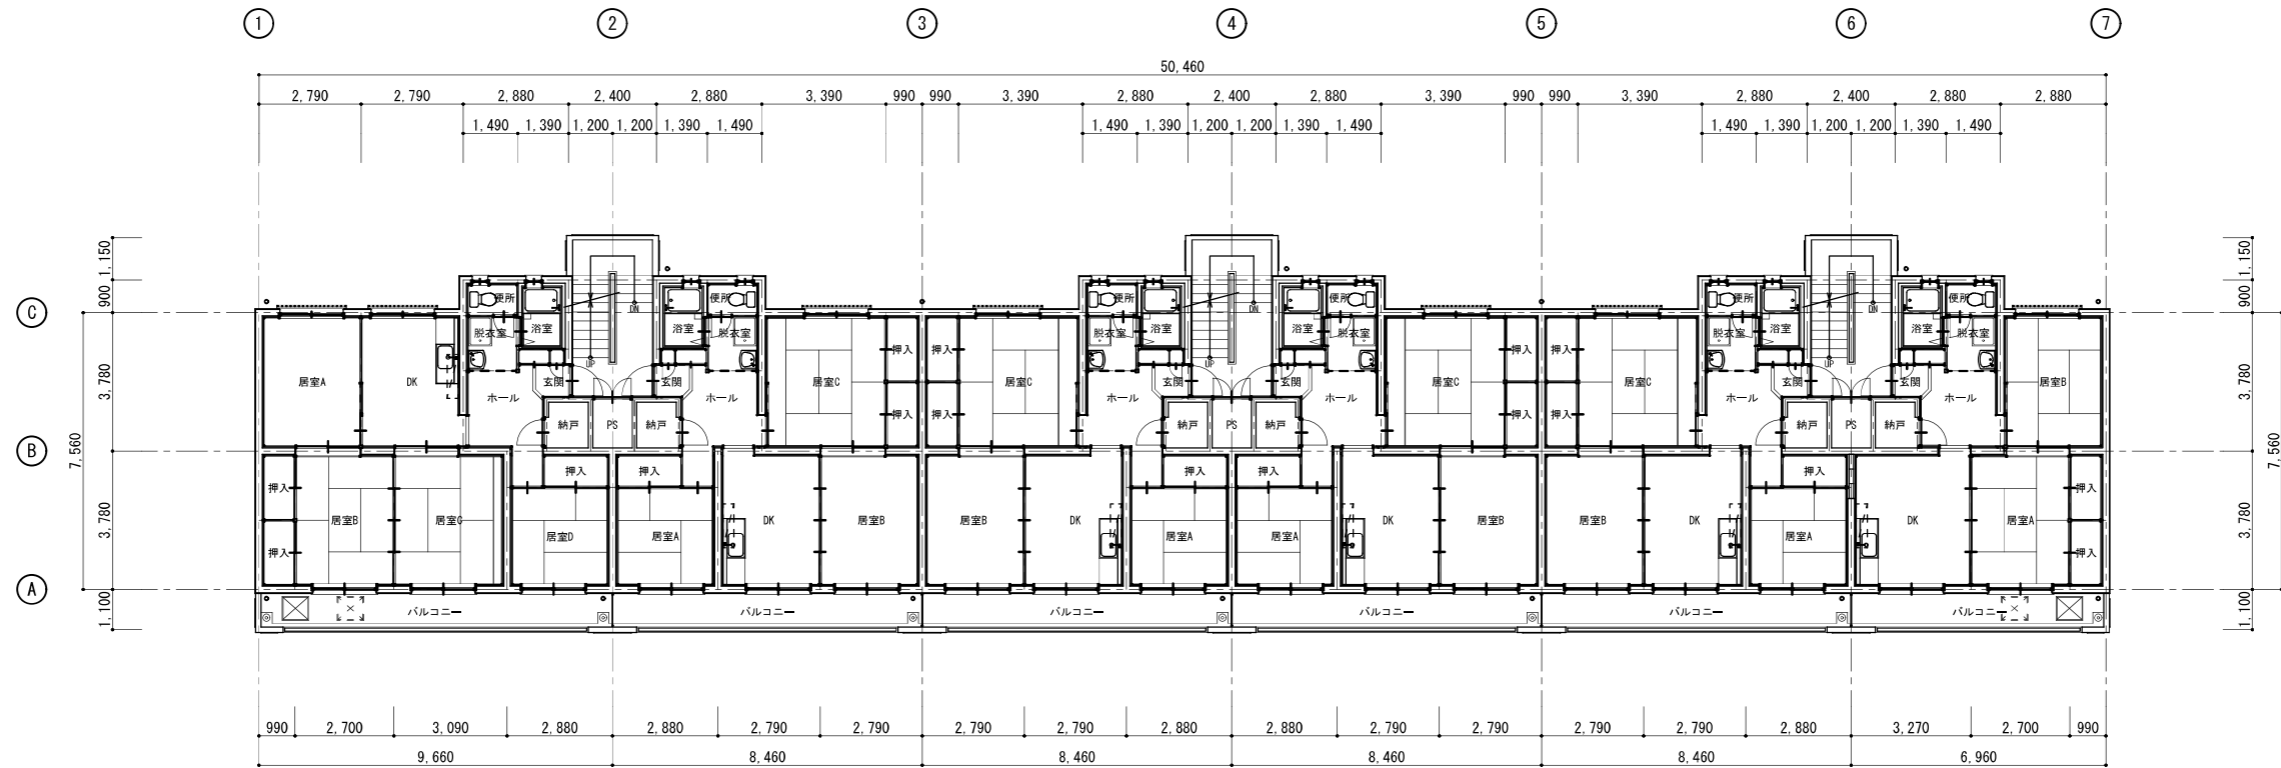 1 2 3 4 5 6 7
50,460
2,790 2,790 2,880 2,400 2,880 3,390 990 990 3,390 2,880 2,400 2,880 3,390 990 990 3,390 2,880 2,400 2,880 2,880
1,490 1,390 1,200 1,200 1,390 1,490 1,490 1,390 1,200 1,200 1,390 1,490 1,490 1,390 1,200 1,200 1,390 1,490
1,150 1,150
900 900
便所 便所 便所 便所 便所 便所
DN DN DN
C
脱衣室 浴室 浴室 脱衣室 脱衣室 浴室 浴室 脱衣室 脱衣室 浴室 浴室 脱衣室
押入 押入 押入 押入
UP UP UP
3,780 居室A DK 玄関 玄関 居室C 居室C 玄関 玄関 居室C 居室C 玄関 玄関 居室B 3,780
ホール ホール ホール ホール ホール ホール
押入 押入 押入 押入
納戸 PS 納戸 納戸 PS 納戸 納戸 PS 納戸
B
7,560 7,560
押入 押入 押入 押入 押入
押入 押入
3,780 居室B 居室C DK 居室B 居室B DK DK 居室B 居室B DK DK 居室A 3,780
居室D 居室A 居室A 居室A 居室A
押入 押入
A
1,100 バルコニー バルコニー バルコニー バルコニー バルコニー バルコニー 1,100
990 2,700 3,090 2,880 2,880 2,790 2,790 2,790 2,790 2,880 2,880 2,790 2,790 2,790 2,790 2,880 3,270 2,700 990
9,660 8,460 8,460 8,460 8,460 6,960